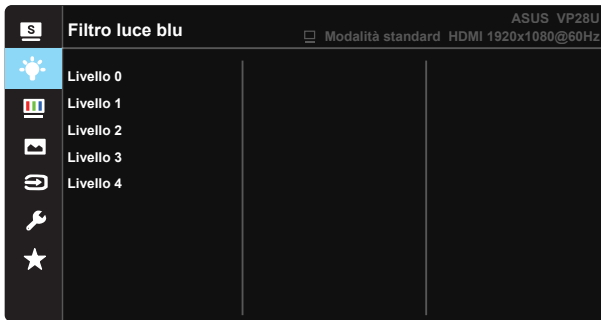 S
Filtro luce blu
ASUS VP28U
Modalità standard HDMI 1920x1080@60Hz
Livello 0
Livello 1
Livello 2
Livello 3
Livello 4